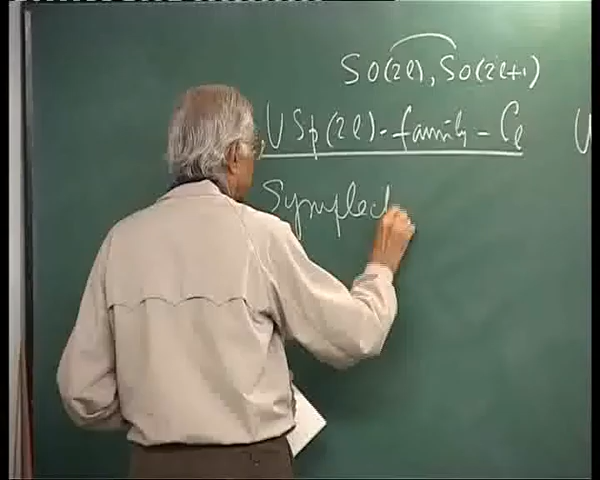 SO(2l), SO(2l+1)
USp(2l) - family - Cl U
Symplect